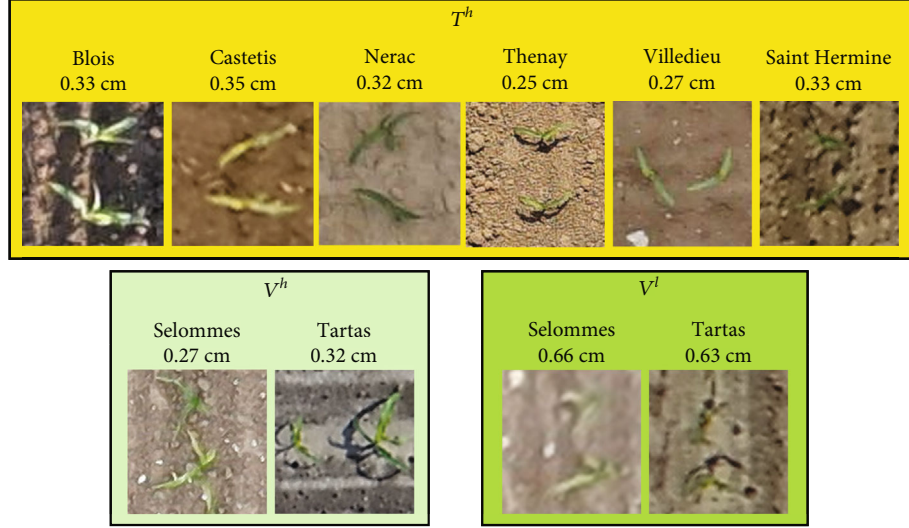 T^h
Blois Castetis Nerac Thenay Villedieu Saint Hermine
0.33 cm 0.35 cm 0.32 cm 0.25 cm 0.27 cm 0.33 cm
V^h V^l
Selommes Tartas Selommes Tartas
0.27 cm 0.32 cm 0.66 cm 0.63 cm